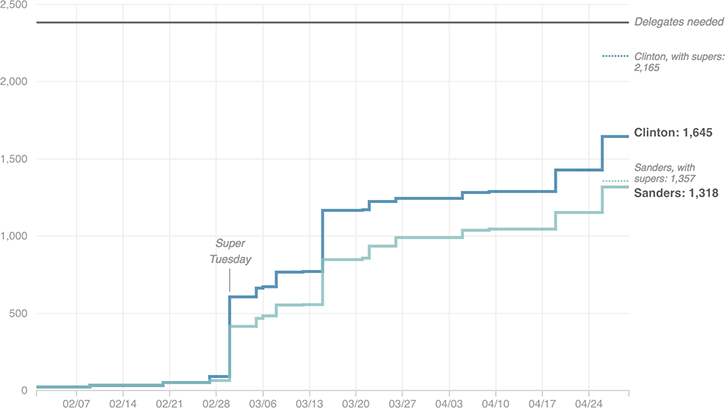 2,500
Delegates needed
Clinton, with supers:
2,165
2,000
Clinton: 1,645
1,500
Sanders, with
supers: 1,357
Sanders: 1,318
1,000
Super
Tuesday
500
0
02/07 02/14 02/21 02/28 03/06 03/13 03/20 03/27 04/03 04/10 04/17 04/24